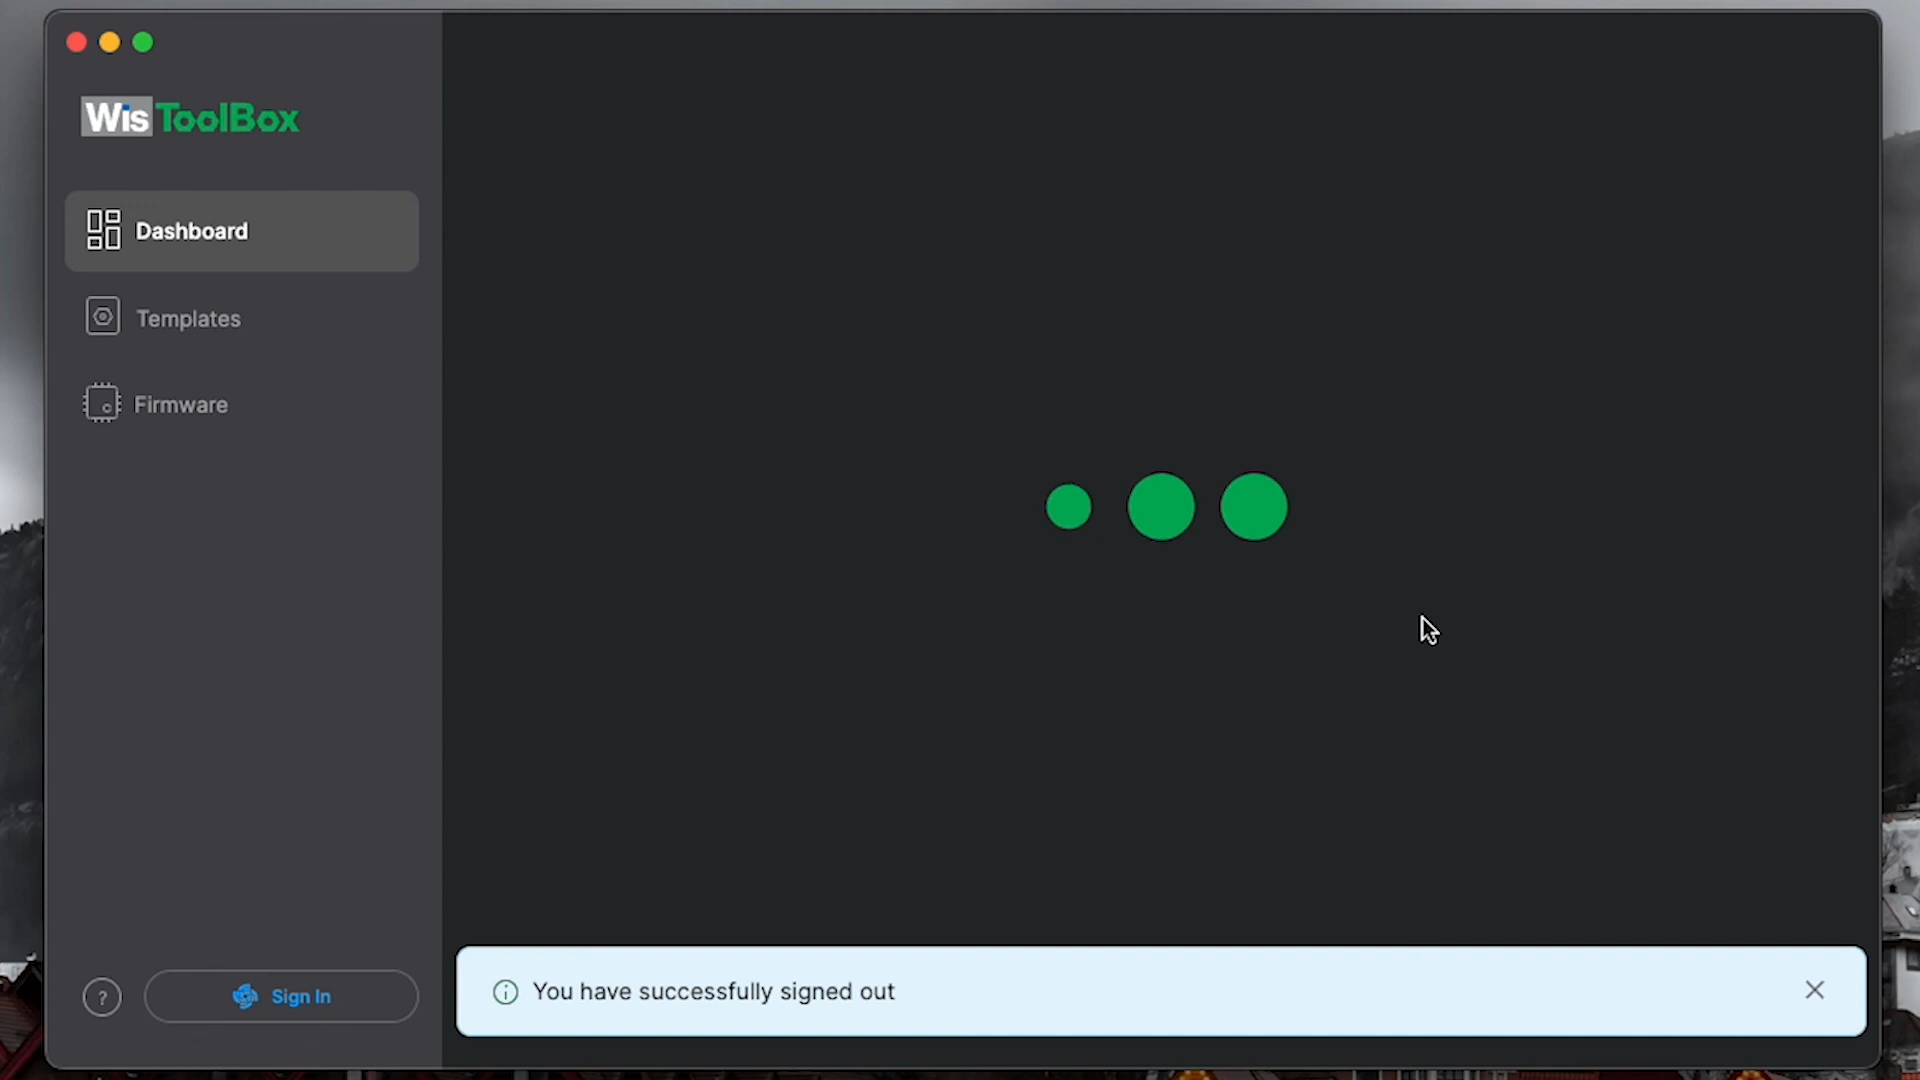 WisToolBox
Dashboard
Templates
Firmware
?
Sign In
You have successfully signed out